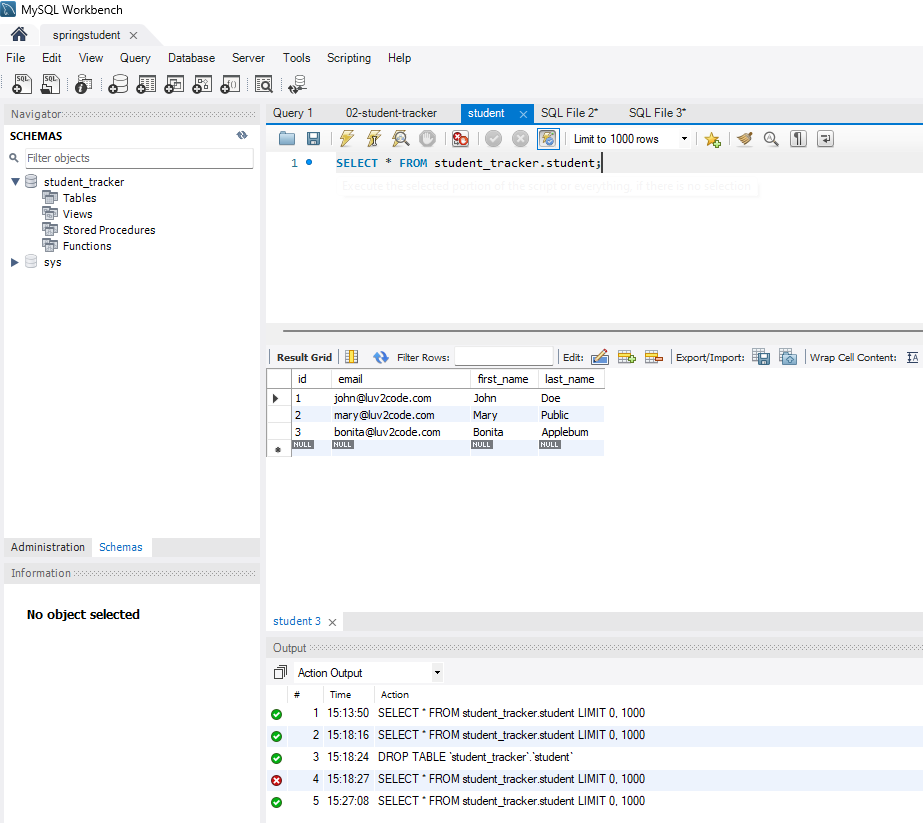 MySQL Workbench
springstudent
File Edit View Query Database Server Tools Scripting Help
Navigator
SCHEMAS
Filter objects
student_tracker
Tables
Views
Stored Procedures
Functions
sys
Administration Schemas
Information
No object selected
Query 1 02-student-tracker student SQL File 2* SQL File 3*
Limit to 1000 rows
1 SELECT * FROM student_tracker.student;
Execute the selected portion of the script or everything, if there is no selection
Result Grid Filter Rows: Edit: Export/Import: Wrap Cell Content:
id email first_name last_name
1 john@luv2code.com John Doe
2 mary@luv2code.com Mary Public
3 bonita@luv2code.com Bonita Applebum
NULL NULL NULL NULL
student 3
Output
Action Output
# Time Action
1 15:13:50 SELECT * FROM student_tracker.student LIMIT 0, 1000
2 15:18:16 SELECT * FROM student_tracker.student LIMIT 0, 1000
3 15:18:24 DROP TABLE `student_tracker`.`student`
4 15:18:27 SELECT * FROM student_tracker.student LIMIT 0, 1000
5 15:27:08 SELECT * FROM student_tracker.student LIMIT 0, 1000